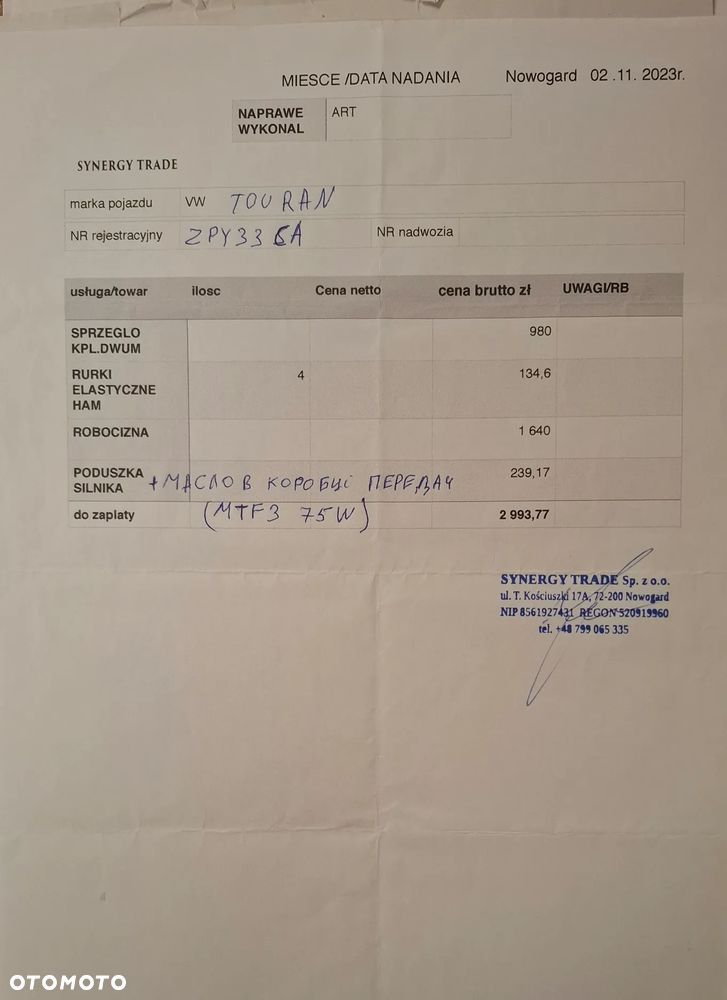 MIESCE /DATA NADANIA Nowogard 02 .11. 2023r.
NAPRAWE WYKONAL ART
SYNERGY TRADE
marka pojazdu VW TOURAN
NR rejestracyjny ZPY33 NR nadwozia
usługa/towar ilosc Cena netto cena brutto zł UWAGI/RB
SPRZEGLO 980
KPL.DWUM
RURKI 4 134,6
ELASTYCZNE
HAM
ROBOCIZNA 1 640
PODUSZKA 239,17
SILNIKA + МАСЛО В КОРОБЦІ ПЕРЕДАЧ
do zaplaty (MTF3 75W) 2 993,77
SYNERGY TRADE Sp. z o.o.
ul. T. Kościuszki 17A, 72-200 Nowogard
NIP 8561927431 REGON 520919960
tel. +48 799 065 335
OTOMOTO